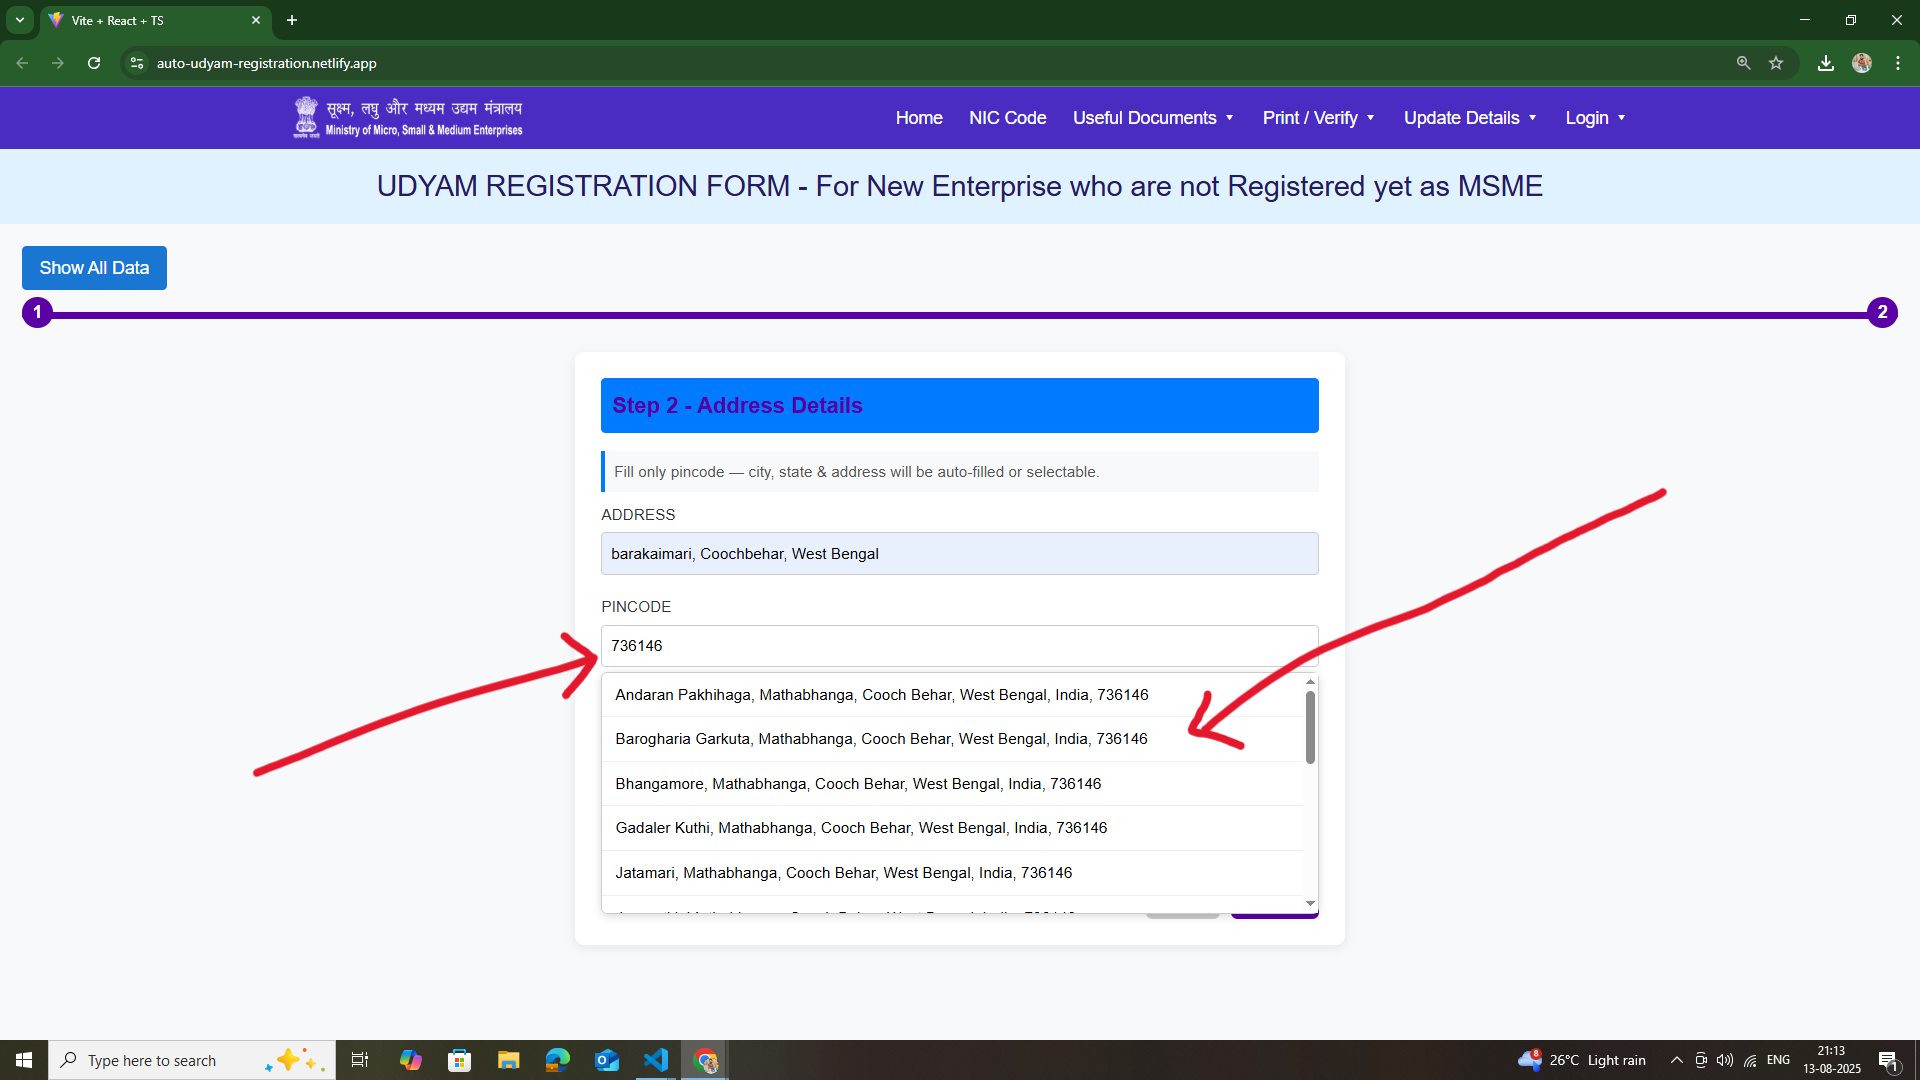 Vite + React + TS
auto-udyam-registration.netlify.app
सूक्ष्म, लघु और मध्यम उद्यम मंत्रालय
Ministry of Micro, Small & Medium Enterprises
Home NIC Code Useful Documents Print / Verify Update Details Login
UDYAM REGISTRATION FORM - For New Enterprise who are not Registered yet as MSME
Show All Data
1 2
Step 2 - Address Details
Fill only pincode — city, state & address will be auto-filled or selectable.
ADDRESS
barakaimari, Coochbehar, West Bengal
PINCODE
736146
Andaran Pakhihaga, Mathabhanga, Cooch Behar, West Bengal, India, 736146
Barogharia Garkuta, Mathabhanga, Cooch Behar, West Bengal, India, 736146
Bhangamore, Mathabhanga, Cooch Behar, West Bengal, India, 736146
Gadaler Kuthi, Mathabhanga, Cooch Behar, West Bengal, India, 736146
Jatamari, Mathabhanga, Cooch Behar, West Bengal, India, 736146
Type here to search
8
26°C Light rain
ENG
21:13
13-08-2025
1